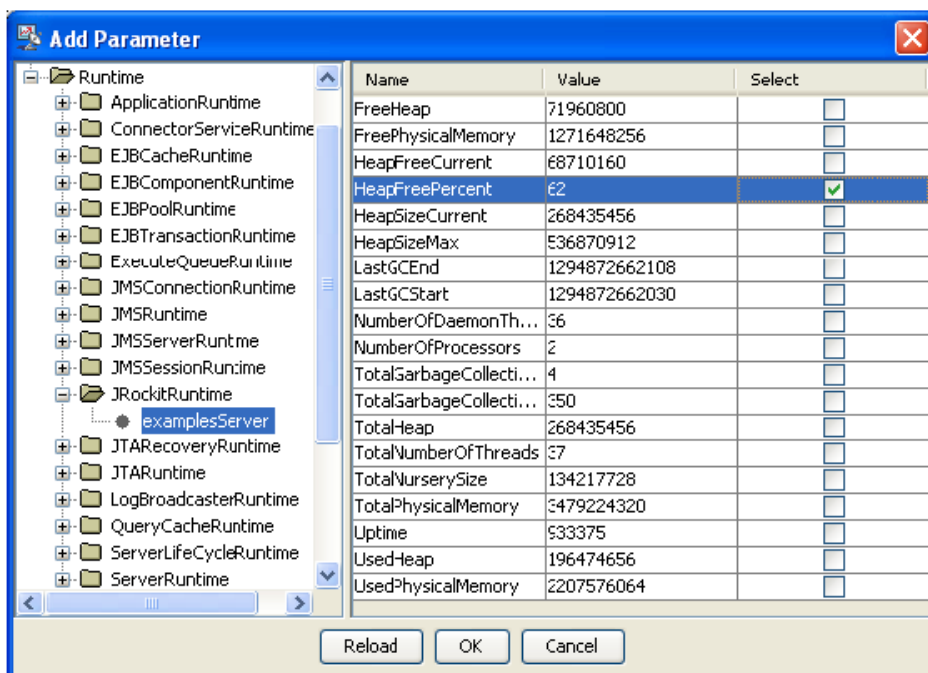 Add Parameter
Runtime
ApplicationRuntime
ConnectorServiceRuntime
EJBCacheRuntime
EJBComponentRuntime
EJBPoolRuntime
EJBTransactionRuntime
ExecuteQueueRuntime
JMSConnectionRuntime
JMSRuntime
JMSServerRuntime
JMSSessionRuntime
JRockitRuntime
examplesServer
JTARecoveryRuntime
JTARuntime
LogBroadcasterRuntime
QueryCacheRuntime
ServerLifeCycleRuntime
ServerRuntime
Name Value Select
FreeHeap 71960800
FreePhysicalMemory 1271648256
HeapFreeCurrent 68710160
HeapFreePercent 62
HeapSizeCurrent 268435456
HeapSizeMax 536870912
LastGCEnd 1294872662108
LastGCStart 1294872662030
NumberOfDaemonTh... 36
NumberOfProcessors 2
TotalGarbageCollecti... 4
TotalGarbageCollecti... 350
TotalHeap 268435456
TotalNumberOfThreads 37
TotalNurserySize 134217728
TotalPhysicalMemory 3479224320
Uptime 933375
UsedHeap 196474656
UsedPhysicalMemory 2207576064
Reload OK Cancel